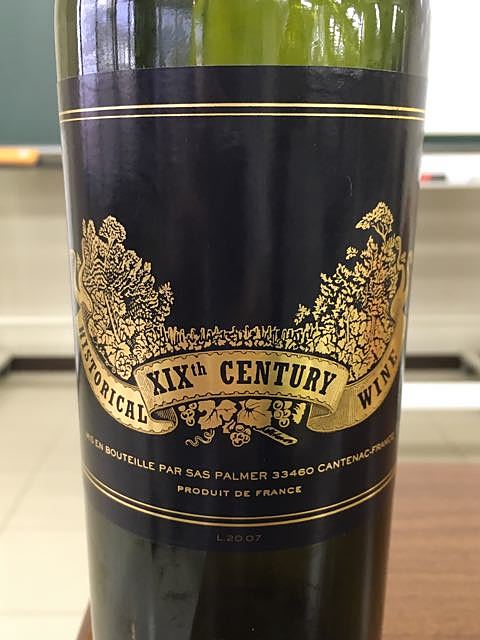 HISTORICAL XIXth CENTURY WINE
MIS EN BOUTEILLE PAR SAS PALMER 33460 CANTENAC-FRANCE
PRODUIT DE FRANCE
L.20.07